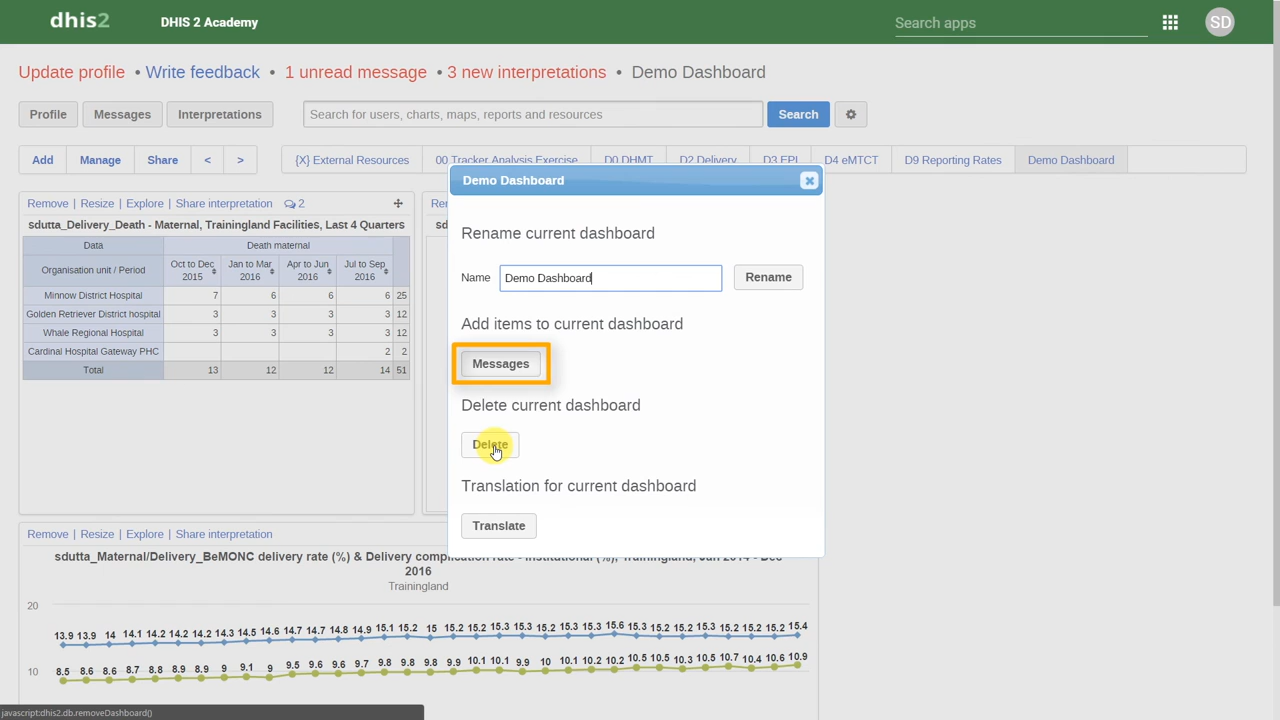 dhis2
DHIS 2 Academy
Search apps
SD
Update profile • Write feedback • 1 unread message • 3 new interpretations • Demo Dashboard
Profile
Messages
Interpretations
Search for users, charts, maps, reports and resources
Search
Add
Manage
Share
<
>
{X} External Resources
00 Tracker Analysis Exercise
D0 DHMT
D2 Delivery
D3 EPI
D4 eMTCT
D9 Reporting Rates
Demo Dashboard
Remove | Resize | Explore | Share interpretation 2
sdutta_Delivery_Death - Maternal, Trainingland Facilities, Last 4 Quarters
Data Death maternal
Organisation unit / Period Oct to Dec 2015 Jan to Mar 2016 Apr to Jun 2016 Jul to Sep 2016
Minnow District Hospital 7 6 6 6 25
Golden Retriever District hospital 3 3 3 3 12
Whale Regional Hospital 3 3 3 3 12
Cardinal Hospital Gateway PHC 2 2
Total 13 12 12 14 51
Demo Dashboard
Rename current dashboard
Name Demo Dashboard Rename
Add items to current dashboard
Messages
Delete current dashboard
Delete
Translation for current dashboard
Translate
Remove | Resize | Explore | Share interpretation
sdutta_Maternal/Delivery_BeMONC delivery rate (%) & Delivery complication rate - Institutional (%), Trainingland, Jan 2014 - Dec
2016
Trainingland
20
13.9 13.9 14 14.1 14.2 14.2 14.2 14.3 14.5 14.6 14.7 14.7 14.8 14.9 15.1 15.2 15 15.2 15.2 15.3 15.2 15.3 15.3 15.3 15.6 15.3 15.2 15.2 15.3 15.2 15.2 15.2 15.4
10
8.5 8.6 8.6 8.7 8.8 8.9 8.9 9 9.1 9 9.5 9.6 9.6 9.7 9.8 9.8 9.8 9.9 10.1 10.1 9.9 10 10.1 10.2 10.2 10.5 10.5 10.3 10.5 10.7 10.4 10.6 10.9
javascript:dhis2.db.removeDashboard()